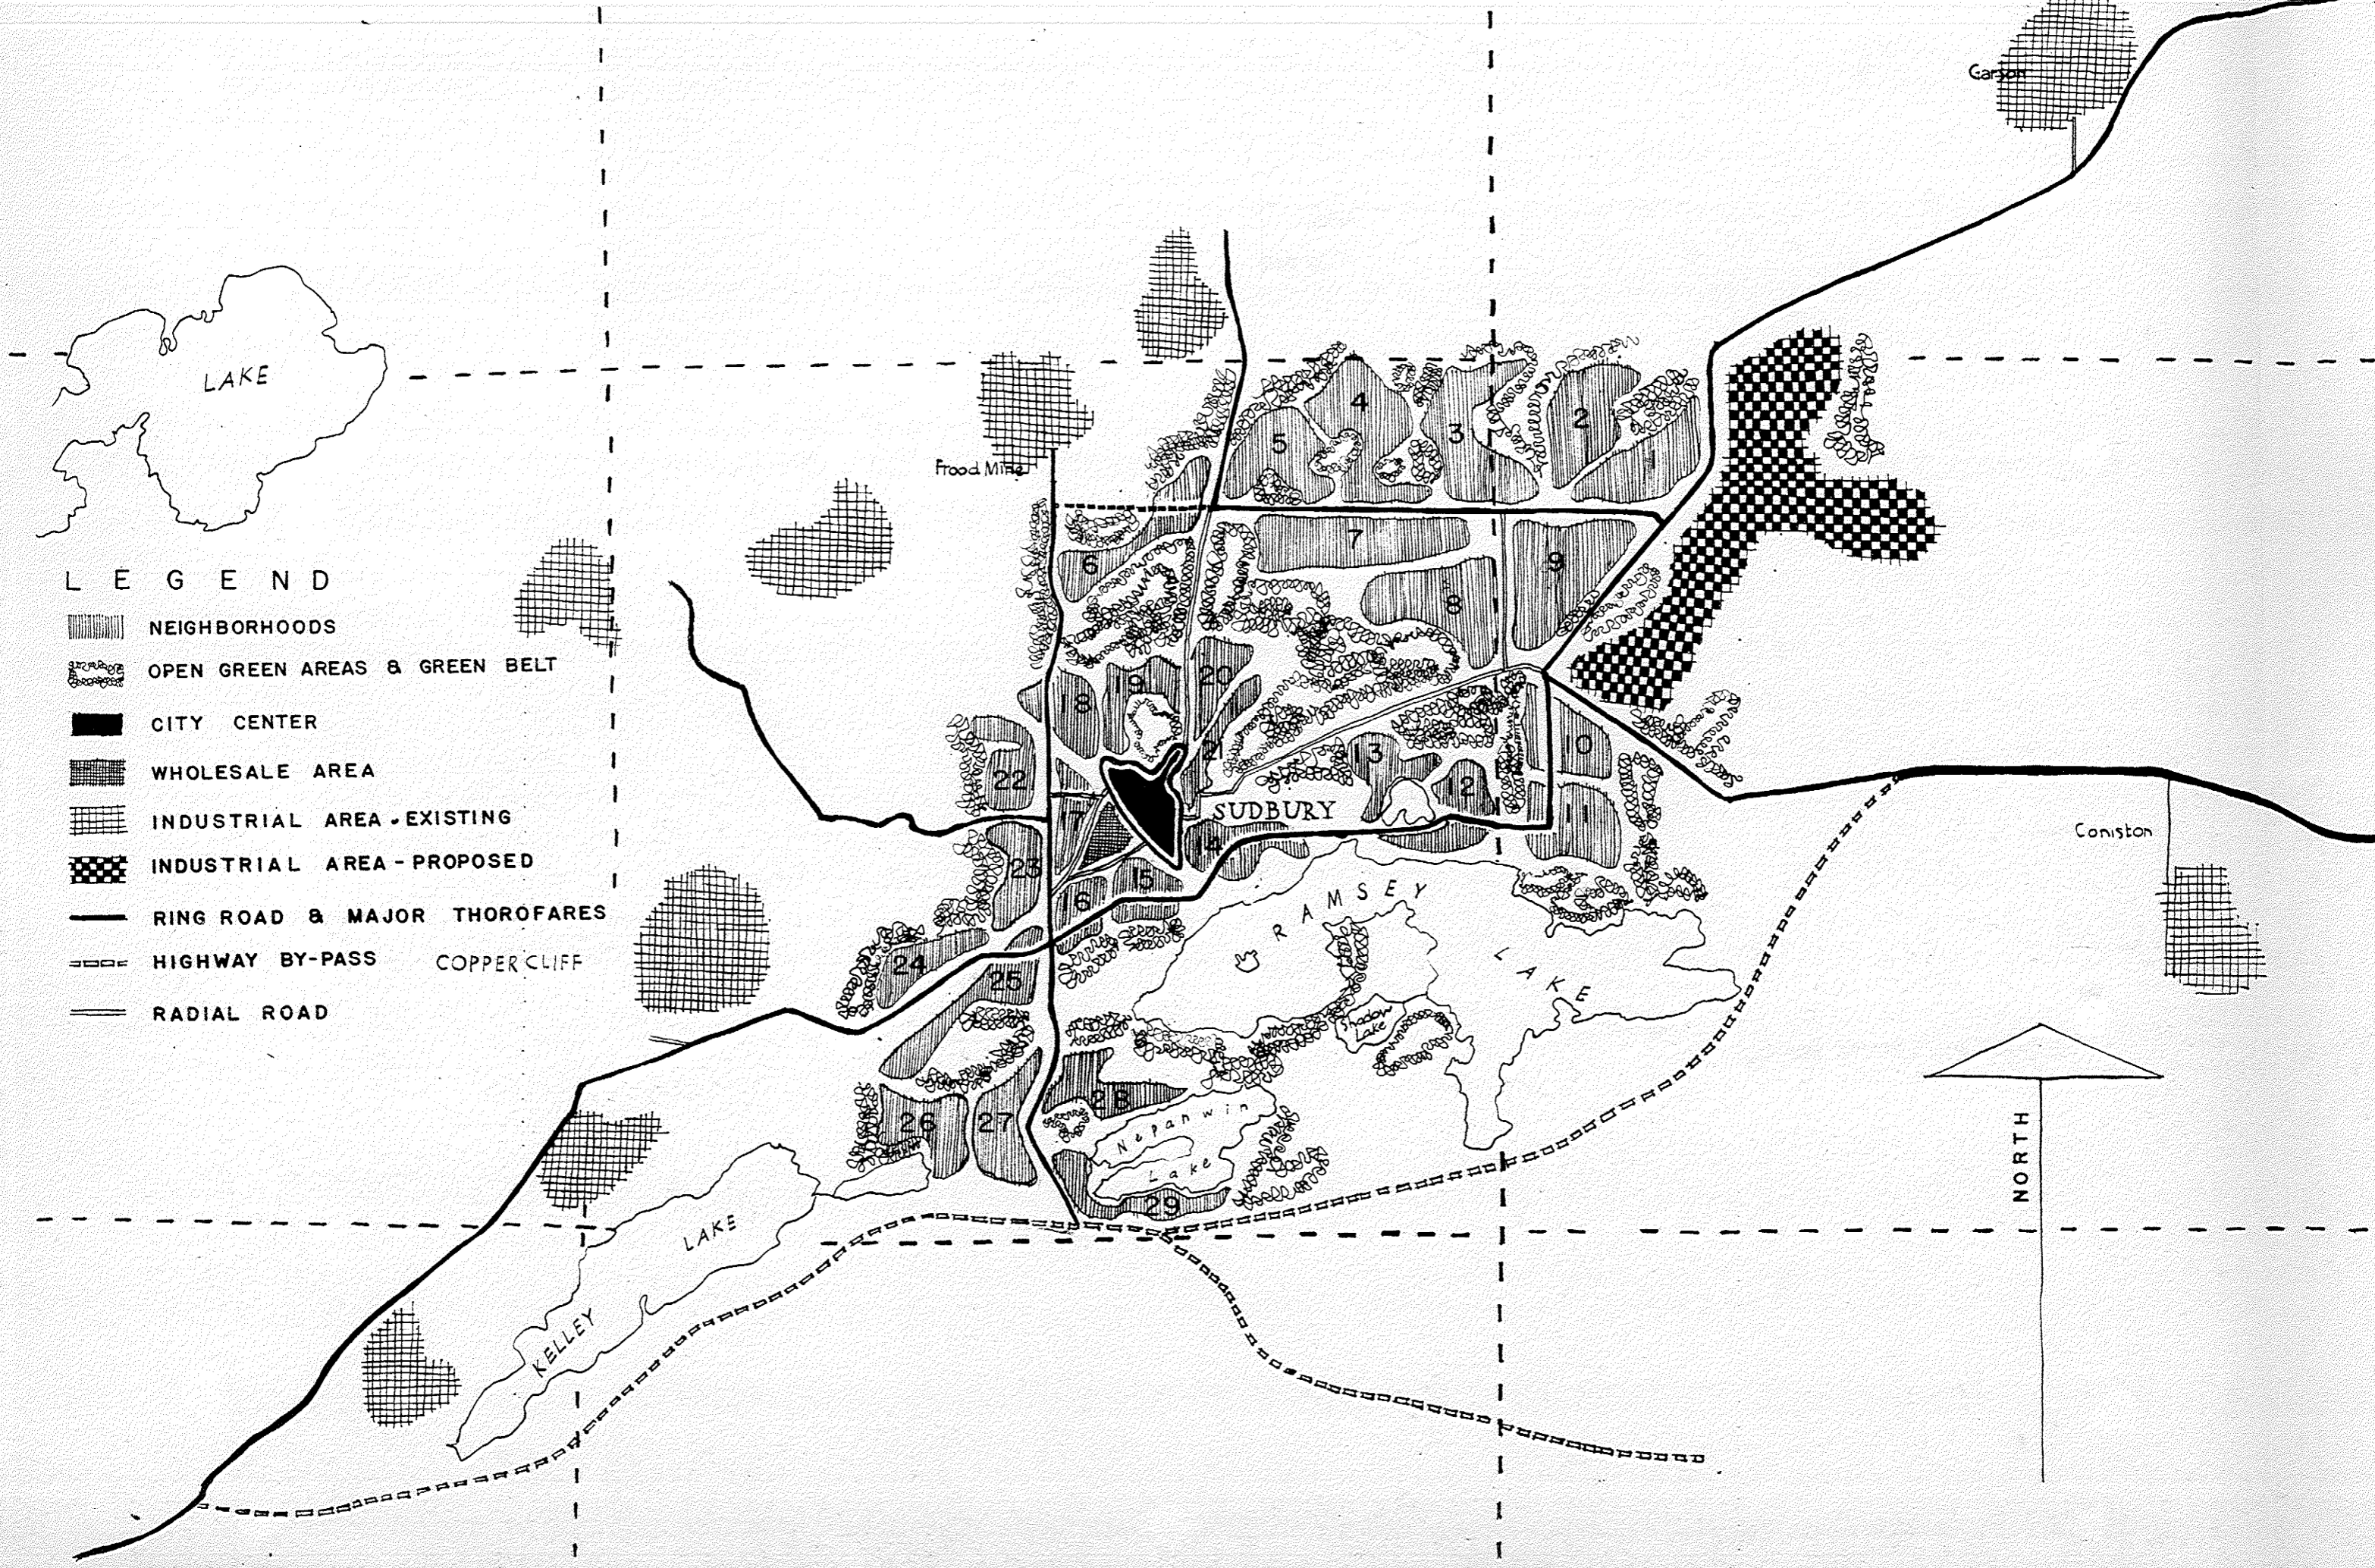 Garson
LAKE
Frood Mine
LEGEND
NEIGHBORHOODS
OPEN GREEN AREAS & GREEN BELT
CITY CENTER
WHOLESALE AREA
INDUSTRIAL AREA - EXISTING
INDUSTRIAL AREA - PROPOSED
RING ROAD & MAJOR THOROFARES
HIGHWAY BY-PASS
RADIAL ROAD
COPPER CLIFF
4
5
3
2
1
7
6
9
8
20
19
8
21
10
13
22
12
SUDBURY
11
17
14
23
15
16
Coniston
RAMSEY
LAKE
24
25
Shadow
Lake
28
26
27
Nepahwin
Lake
29
NORTH
KELLEY
LAKE